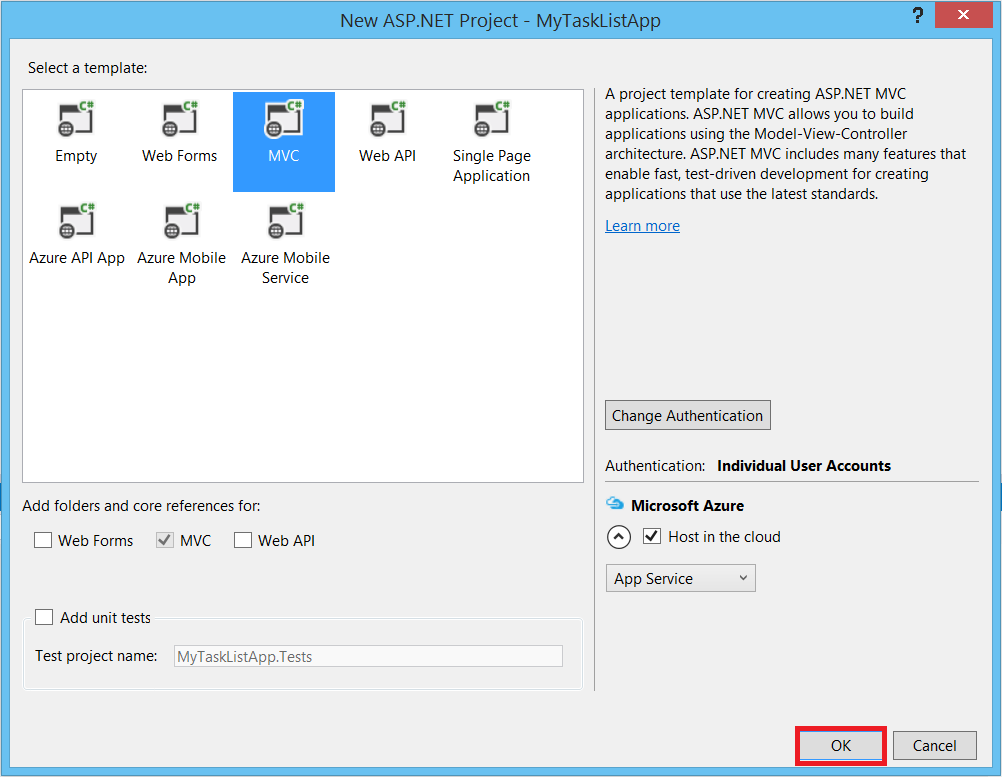 New ASP.NET Project - MyTaskListApp
?
Select a template:
C# C# C# C# C#
Empty Web Forms MVC Web API Single Page
Application
C# C# C#
Azure API App Azure Mobile Azure Mobile
App Service
A project template for creating ASP.NET MVC
applications. ASP.NET MVC allows you to build
applications using the Model-View-Controller
architecture. ASP.NET MVC includes many features that
enable fast, test-driven development for creating
applications that use the latest standards.
Learn more
Change Authentication
Authentication: Individual User Accounts
Microsoft Azure
Host in the cloud
App Service
Add folders and core references for:
Web Forms MVC Web API
Add unit tests
Test project name: MyTaskListApp.Tests
OK Cancel